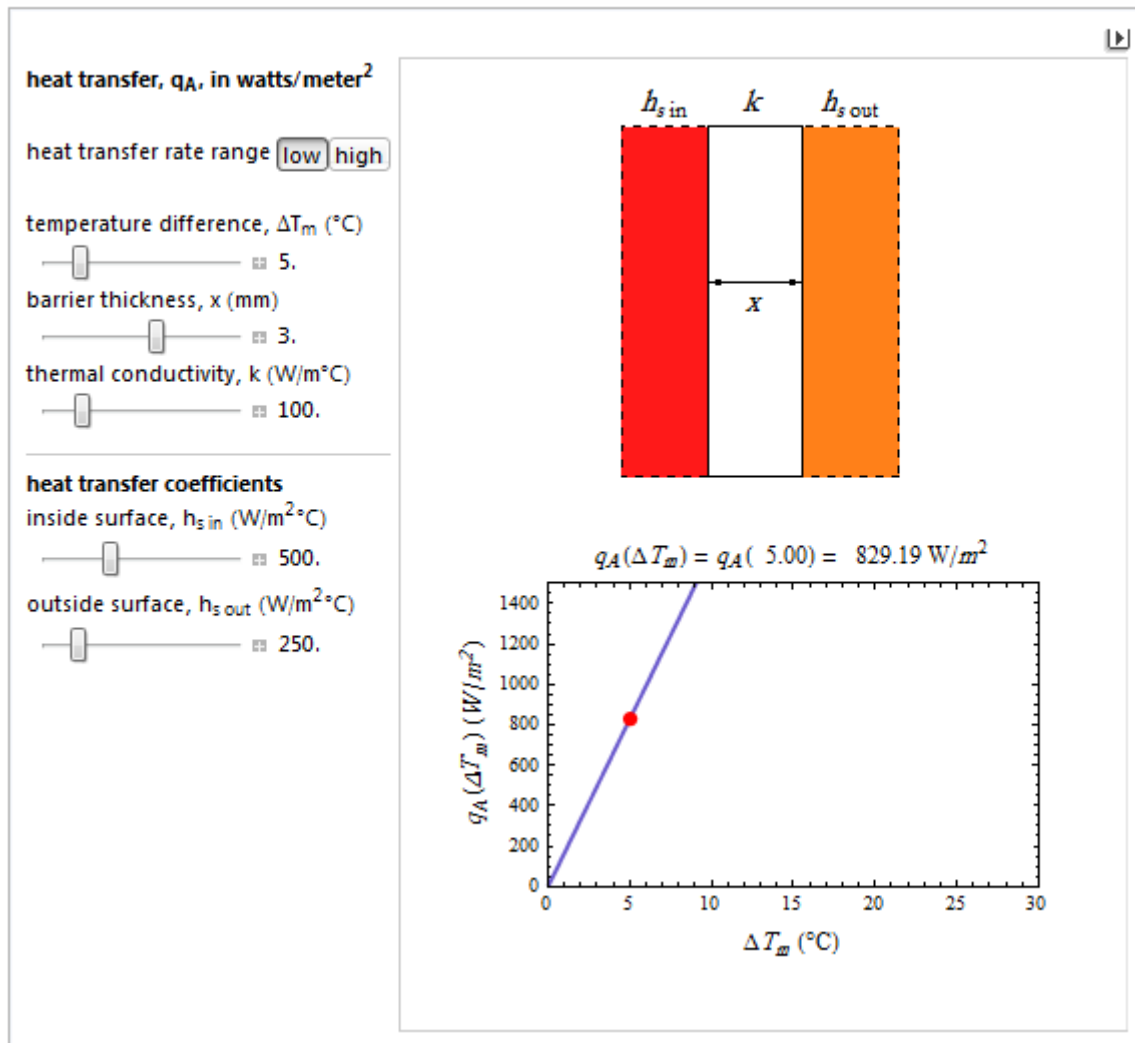 heat transfer, qA, in watts/meter²
heat transfer rate range low high
temperature difference, ΔTm (°C)
5.
barrier thickness, x (mm)
3.
thermal conductivity, k (W/m°C)
100.
heat transfer coefficients
inside surface, hs in (W/m²°C)
500.
outside surface, hs out (W/m²°C)
250.
hs in k hs out
x
qA(ΔTm) = qA( 5.00) = 829.19 W/m²
qA(ΔTm) (W/m²)
1400
1200
1000
800
600
400
200
0
0 5 10 15 20 25 30
ΔTm (°C)